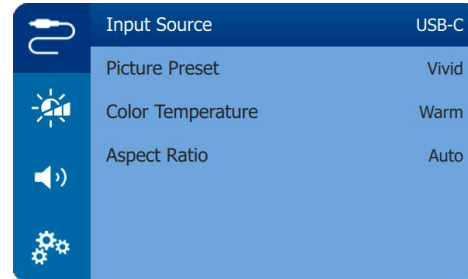 Input Source USB-C
Picture Preset Vivid
Color Temperature Warm
Aspect Ratio Auto